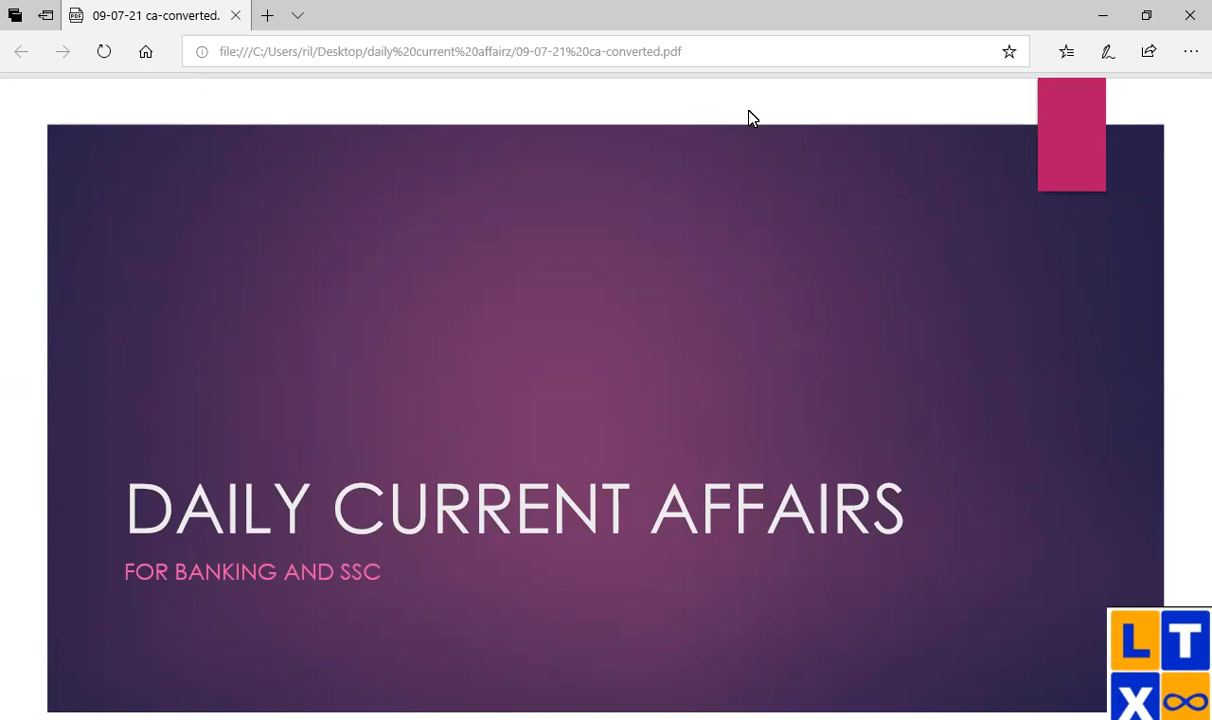 09-07-21 ca-converted.
file:///C:/Users/ril/Desktop/daily%20current%20affairz/09-07-21%20ca-converted.pdf
DAILY CURRENT AFFAIRS
FOR BANKING AND SSC
L T
X ∞